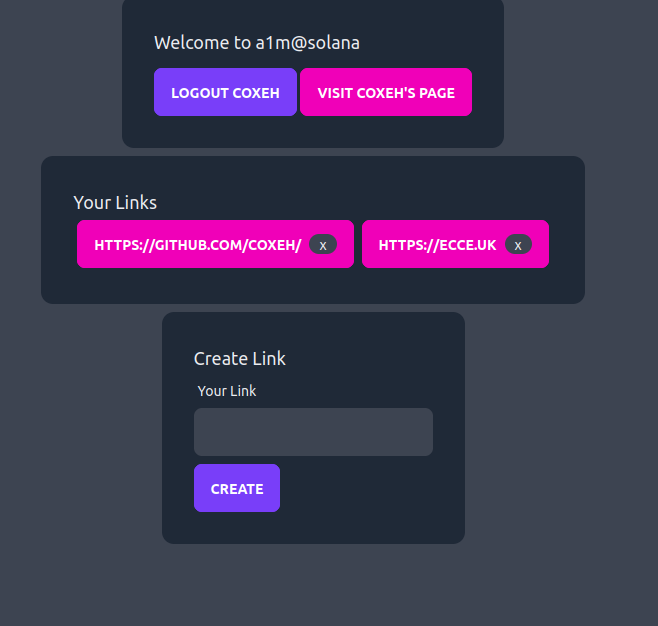 Welcome to a1m@solana
LOGOUT COXEH VISIT COXEH'S PAGE
Your Links
HTTPS://GITHUB.COM/COXEH/ x HTTPS://ECCE.UK x
Create Link
Your Link
CREATE